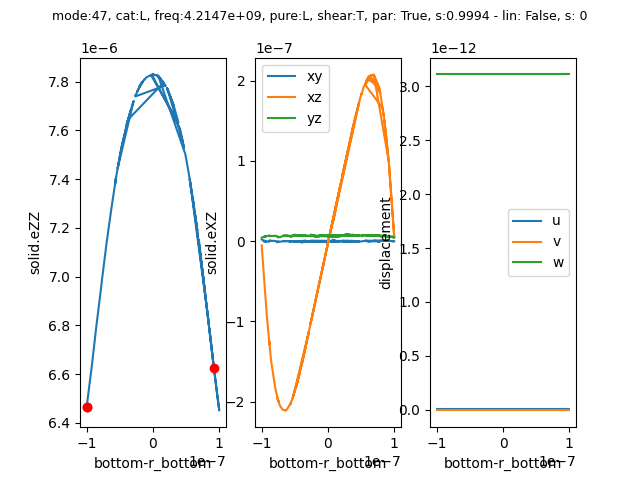 mode:47, cat:L, freq:4.2147e+09, pure:L, shear:T, par: True, s:0.9994 - lin: False, s: 0
1e−6
7.8
7.6
7.4
7.2
7.0
6.8
6.6
6.4
solid.eZZ
−1
0
1
1e−7
bottom-r_bottom
1e−7
2
1
0
−1
−2
solid.eXZ
xy
xz
yz
−1
0
1
1e−7
bottom-r_bottom
1e−12
3.0
2.5
2.0
1.5
1.0
0.5
0.0
displacement
u
v
w
−1
0
1
1e−7
bottom-r_bottom